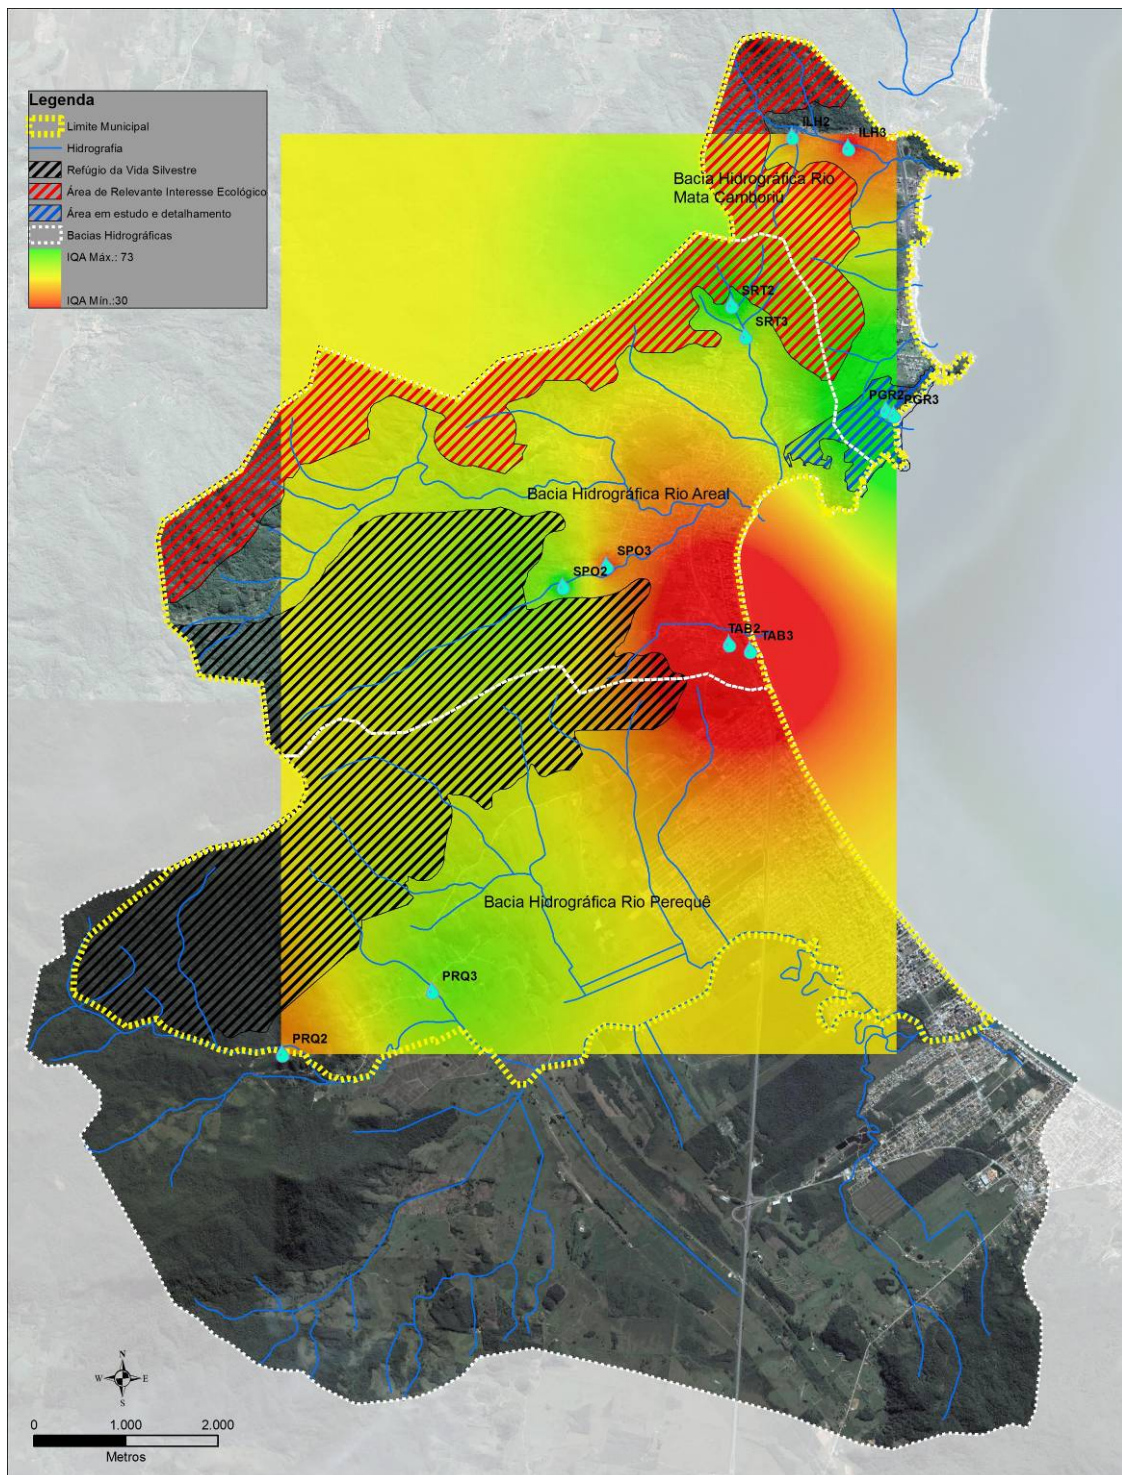 Legenda
Limite Municipal
Hidrografia
Refúgio da Vida Silvestre
Área de Relevante Interesse Ecológico
Área em estudo e detalhamento
Bacias Hidrográficas
IQA Máx.: 73
IQA Mín.:30
ILH2
ILH3
Bacia Hidrográfica Rio
Mata Camboriú
SRT2
SRT3
PGR2
PGR3
Bacia Hidrográfica Rio Areal
SPO3
SPO2
TAB2
TAB3
Bacia Hidrográfica Rio Perequê
PRQ3
PRQ2
N
W E
S
0 1.000 2.000
Metros